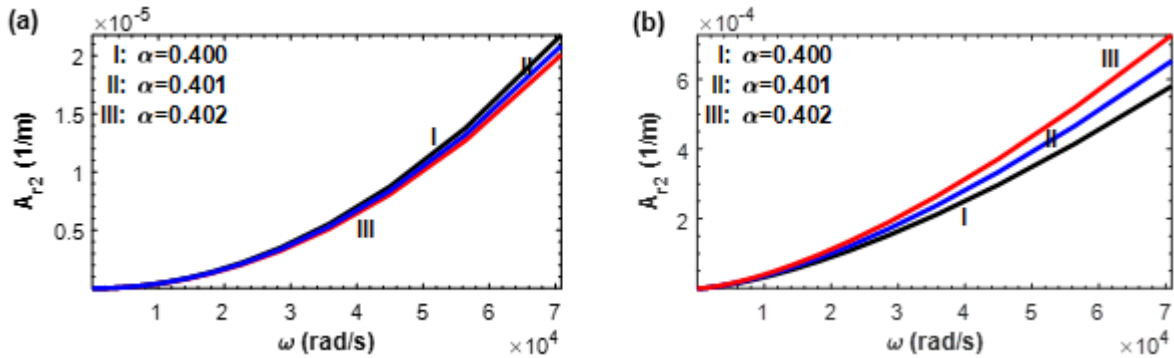 (a)
×10⁻⁵
I: α=0.400
II: α=0.401
III: α=0.402
2
1.5
1
0.5
A_r2 (1/m)
II
I
III
1 2 3 4 5 6 7
ω (rad/s)
×10⁴
(b)
×10⁻⁴
I: α=0.400
II: α=0.401
III: α=0.402
6
4
2
A_r2 (1/m)
III
II
I
1 2 3 4 5 6 7
ω (rad/s)
×10⁴